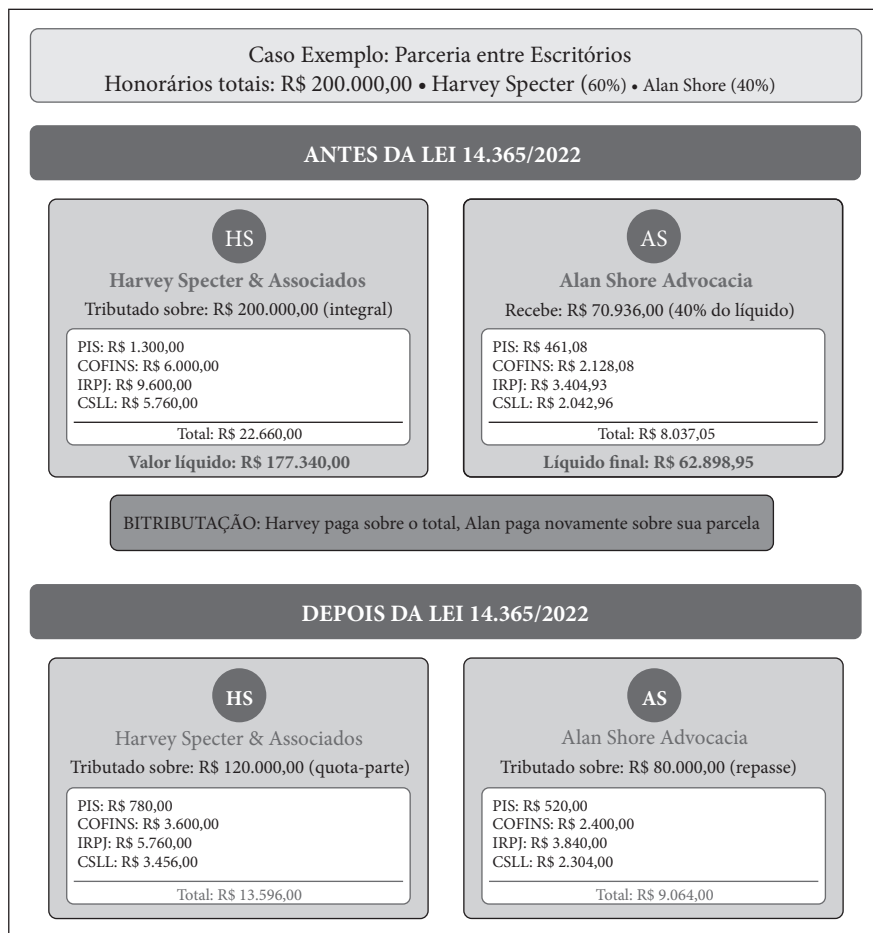 Caso Exemplo: Parceria entre Escritórios
Honorários totais: R$ 200.000,00 • Harvey Specter (60%) • Alan Shore (40%)
ANTES DA LEI 14.365/2022
HS
Harvey Specter & Associados
Tributado sobre: R$ 200.000,00 (integral)
PIS: R$ 1.300,00
COFINS: R$ 6.000,00
IRPJ: R$ 9.600,00
CSLL: R$ 5.760,00
Total: R$ 22.660,00
Valor líquido: R$ 177.340,00
AS
Alan Shore Advocacia
Recebe: R$ 70.936,00 (40% do líquido)
PIS: R$ 461,08
COFINS: R$ 2.128,08
IRPJ: R$ 3.404,93
CSLL: R$ 2.042,96
Total: R$ 8.037,05
Líquido final: R$ 62.898,95
BITRIBUTAÇÃO: Harvey paga sobre o total, Alan paga novamente sobre sua parcela
DEPOIS DA LEI 14.365/2022
HS
Harvey Specter & Associados
Tributado sobre: R$ 120.000,00 (quota-parte)
PIS: R$ 780,00
COFINS: R$ 3.600,00
IRPJ: R$ 5.760,00
CSLL: R$ 3.456,00
Total: R$ 13.596,00
AS
Alan Shore Advocacia
Tributado sobre: R$ 80.000,00 (repasse)
PIS: R$ 520,00
COFINS: R$ 2.400,00
IRPJ: R$ 3.840,00
CSLL: R$ 2.304,00
Total: R$ 9.064,00